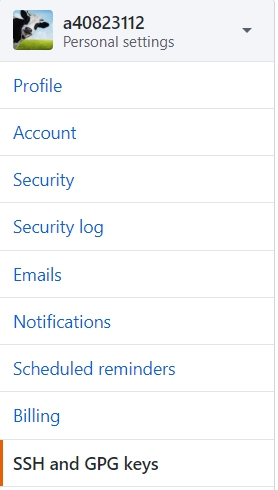 a40823112
Personal settings
Profile
Account
Security
Security log
Emails
Notifications
Scheduled reminders
Billing
SSH and GPG keys